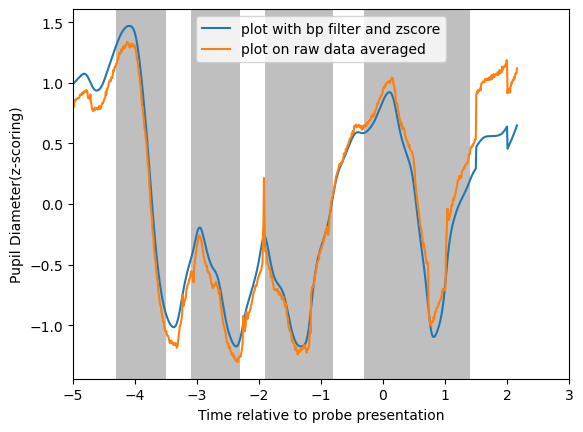 plot with bp filter and zscore
plot on raw data averaged
Pupil Diameter(z-scoring)
1.5
1.0
0.5
0.0
−0.5
−1.0
−5 −4 −3 −2 −1 0 1 2 3
Time relative to probe presentation